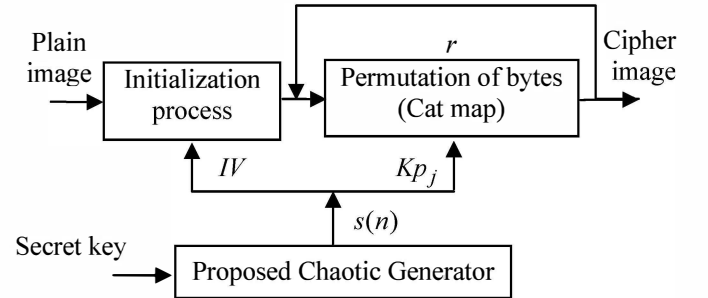 Plain
image
Initialization
process
r
Permutation of bytes
(Cat map)
Cipher
image
IV
Kp_j
s(n)
Secret key
Proposed Chaotic Generator